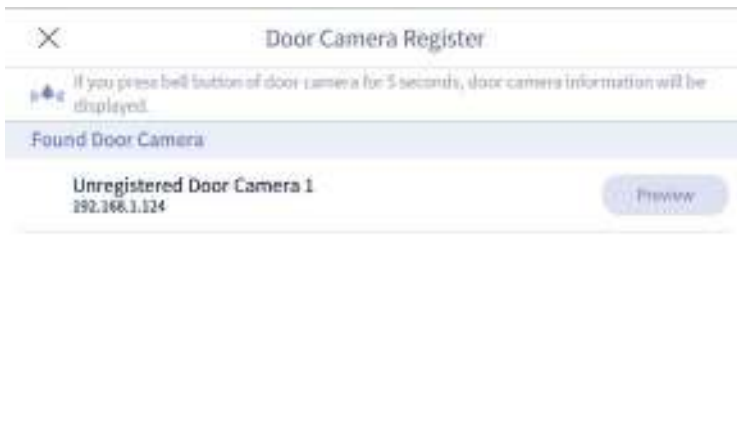 Door Camera Register
If you press bell button of door camera for 5 seconds, door camera information will be
displayed.
Found Door Camera
Unregistered Door Camera 1
192.168.1.124
Preview